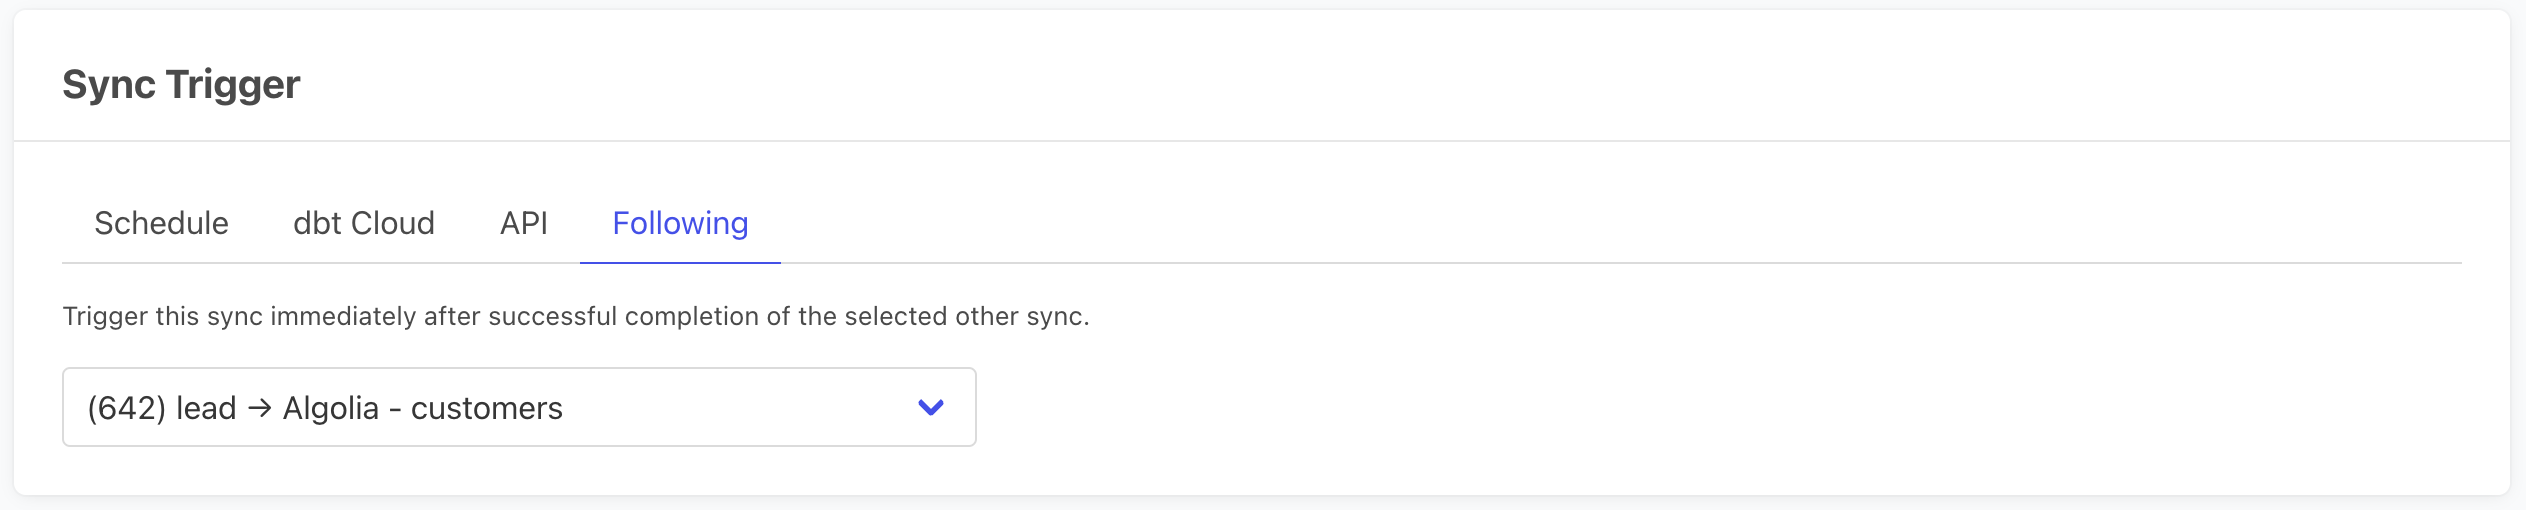 Sync Trigger
Schedule dbt Cloud API Following
Trigger this sync immediately after successful completion of the selected other sync.
(642) lead → Algolia - customers